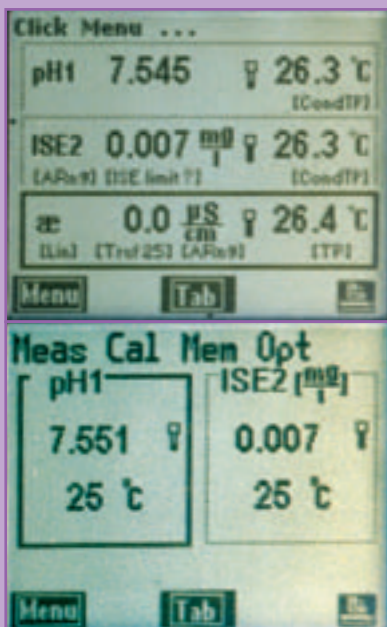 Click Menu ...
pH1 7.545 26.3 °C
[CondTP]
ISE2 0.007 mg/l 26.3 °C
[ARng] [ISE limit?] [CondTP]
æ 0.0 µS/cm 26.4 °C
[Lin] [Tref25] [ARng] [TP]
Menu Tab
Meas Cal Mem Opt
pH1 ISE2 [mg/l]
7.551 0.007
25 °C 25 °C
Menu Tab